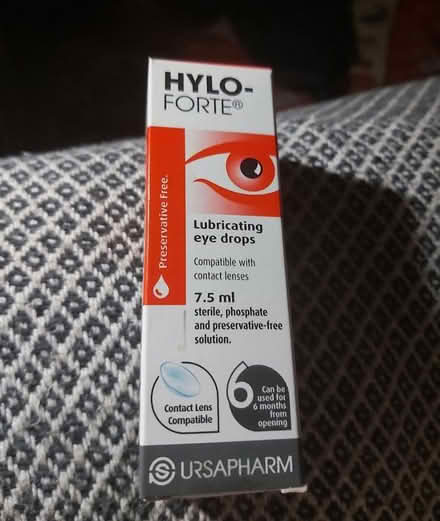 HYLO-
FORTE®
Preservative Free.
Lubricating
eye drops
Compatible with
contact lenses
7.5 ml
sterile, phosphate
and preservative-free
solution.
Contact Lens
Compatible
6
Can be
used for
6 months
from
opening
URSAPHARM